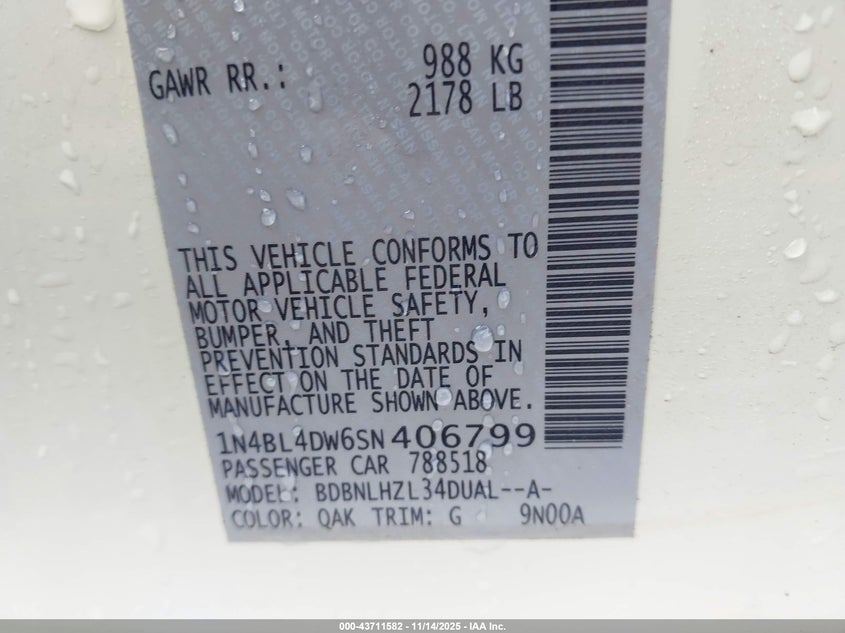 GAWR RR.: 988 KG
2178 LB
THIS VEHICLE CONFORMS TO
ALL APPLICABLE FEDERAL
MOTOR VEHICLE SAFETY,
BUMPER, AND THEFT
PREVENTION STANDARDS IN
EFFECT ON THE DATE OF
MANUFACTURE SHOWN ABOVE.
1N4BL4DW6SN406799
PASSENGER CAR 788518
MODEL: BDBNLHZL34DUAL--A-
COLOR: QAK TRIM: G 9N00A
000-43711582 - 11/14/2025 - IAA Inc.